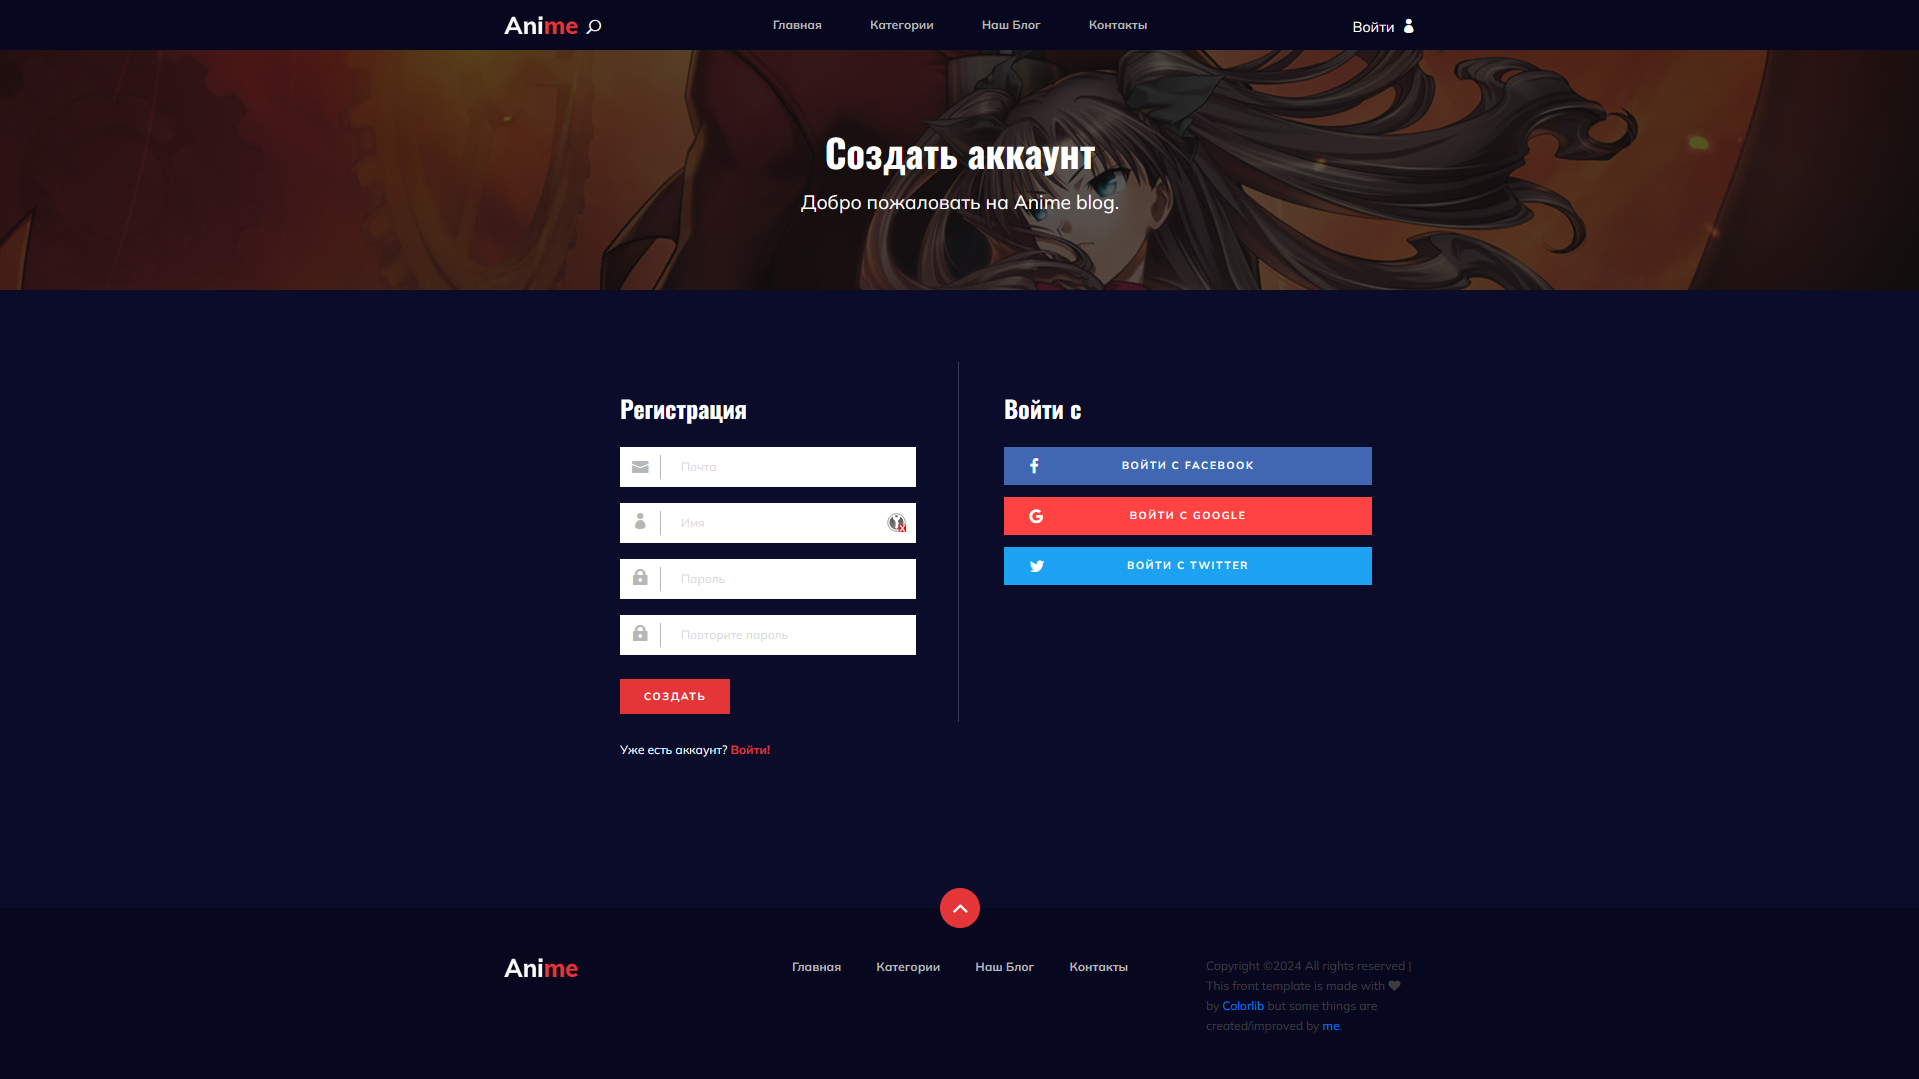 Anime
Главная Категории Наш Блог Контакты
Войти
Создать аккаунт
Добро пожаловать на Anime blog.
Регистрация
Почта
Имя
Пароль
Повторите пароль
СОЗДАТЬ
Уже есть аккаунт? Войти!
Войти с
ВОЙТИ С FACEBOOK
ВОЙТИ С GOOGLE
ВОЙТИ С TWITTER
Anime
Главная Категории Наш Блог Контакты
Copyright ©2024 All rights reserved |
This front template is made with ♥
by Colorlib but some things are
created/improved by me.